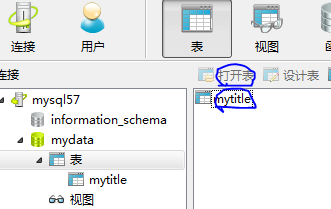 连接 用户 表 视图
连接 打开表 设计表
mysql57 mytitle
information_schema
mydata
表
mytitle
视图